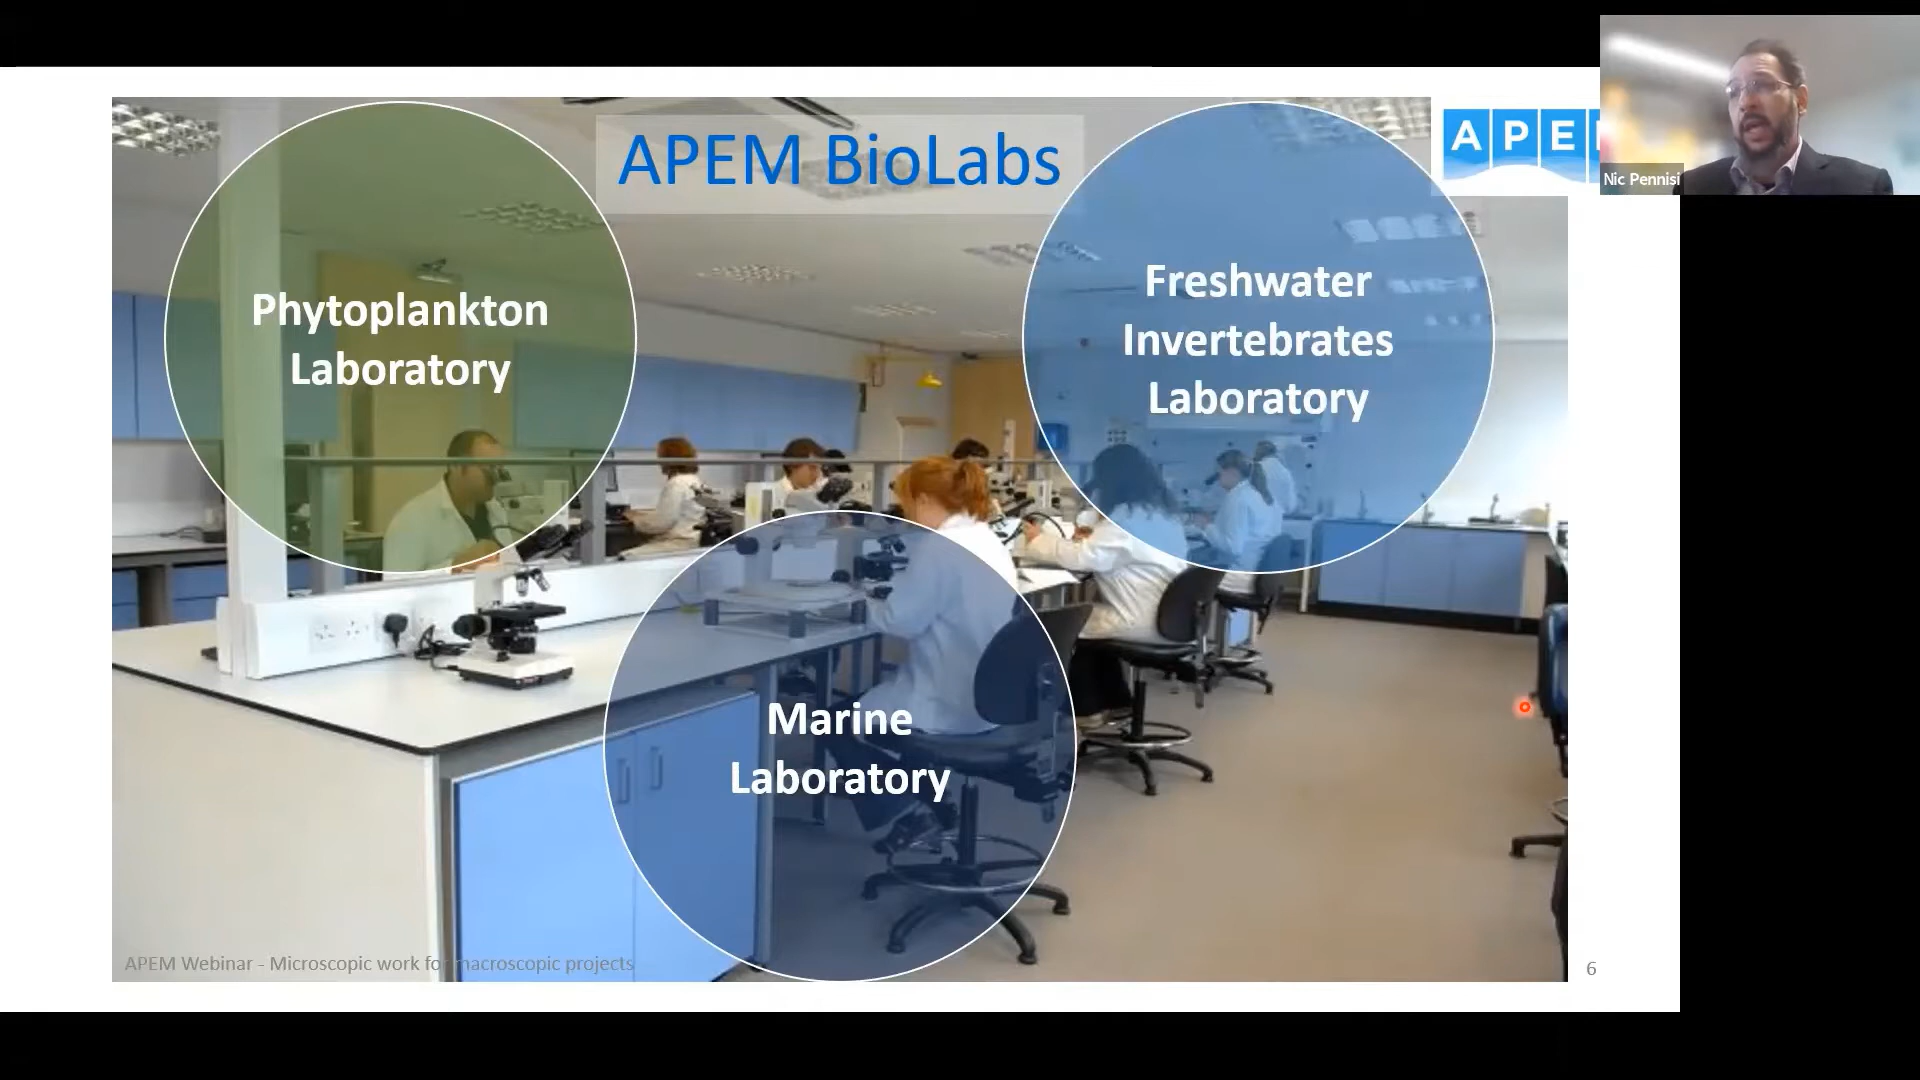 APEM BioLabs
APE
Nic Pennisi
Phytoplankton
Laboratory
Freshwater
Invertebrates
Laboratory
Marine
Laboratory
APEM Webinar - Microscopic work for macroscopic projects
6